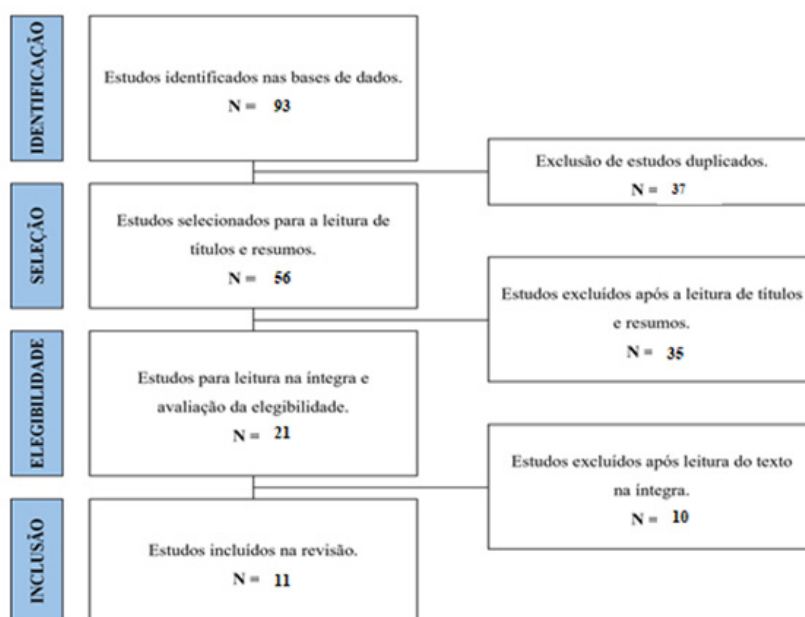 IDENTIFICAÇÃO
Estudos identificados nas bases de dados.
N = 93
Exclusão de estudos duplicados.
N = 37
SELEÇÃO
Estudos selecionados para a leitura de
títulos e resumos.
N = 56
Estudos excluídos após a leitura de títulos
e resumos.
N = 35
ELEGIBILIDADE
Estudos para leitura na íntegra e
avaliação da elegibilidade.
N = 21
Estudos excluídos após leitura do texto
na íntegra.
N = 10
INCLUSÃO
Estudos incluídos na revisão.
N = 11